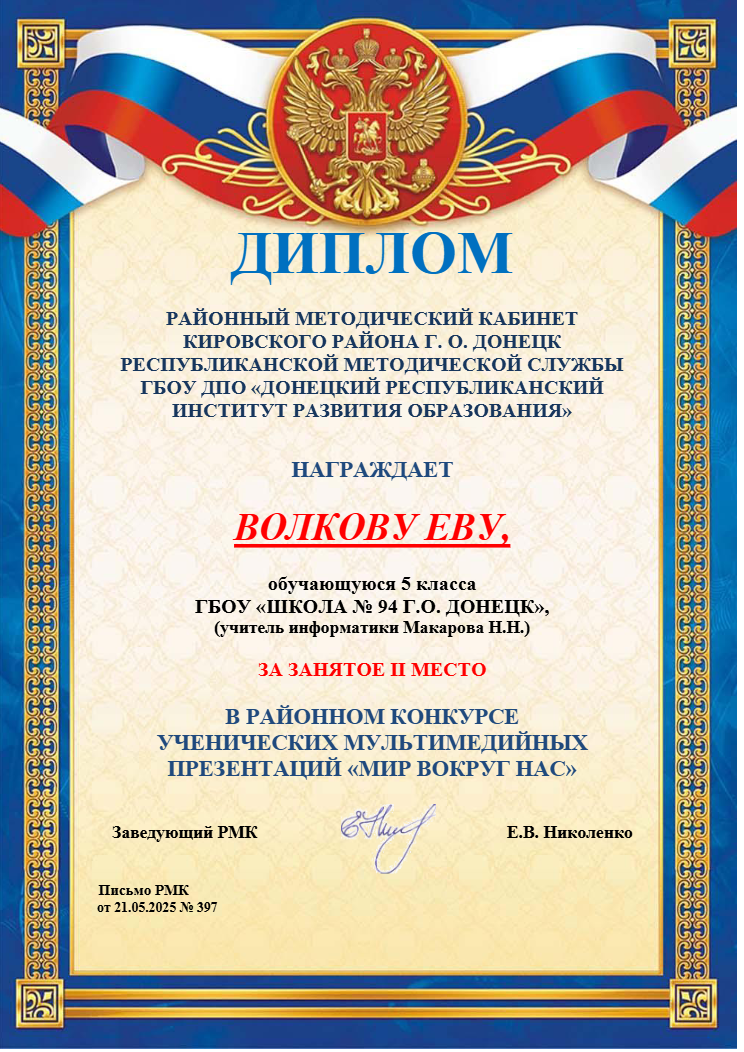 ДИПЛОМ
РАЙОННЫЙ МЕТОДИЧЕСКИЙ КАБИНЕТ
КИРОВСКОГО РАЙОНА Г. О. ДОНЕЦК
РЕСПУБЛИКАНСКОЙ МЕТОДИЧЕСКОЙ СЛУЖБЫ
ГБОУ ДПО «ДОНЕЦКИЙ РЕСПУБЛИКАНСКИЙ
ИНСТИТУТ РАЗВИТИЯ ОБРАЗОВАНИЯ»
НАГРАЖДАЕТ
ВОЛКОВУ ЕВУ,
обучающуюся 5 класса
ГБОУ «ШКОЛА № 94 Г.О. ДОНЕЦК»,
(учитель информатики Макарова Н.Н.)
ЗА ЗАНЯТОЕ II МЕСТО
В РАЙОННОМ КОНКУРСЕ
УЧЕНИЧЕСКИХ МУЛЬТИМЕДИЙНЫХ
ПРЕЗЕНТАЦИЙ «МИР ВОКРУГ НАС»
Заведующий РМК Е.В. Николенко
Письмо РМК
от 21.05.2025 № 397